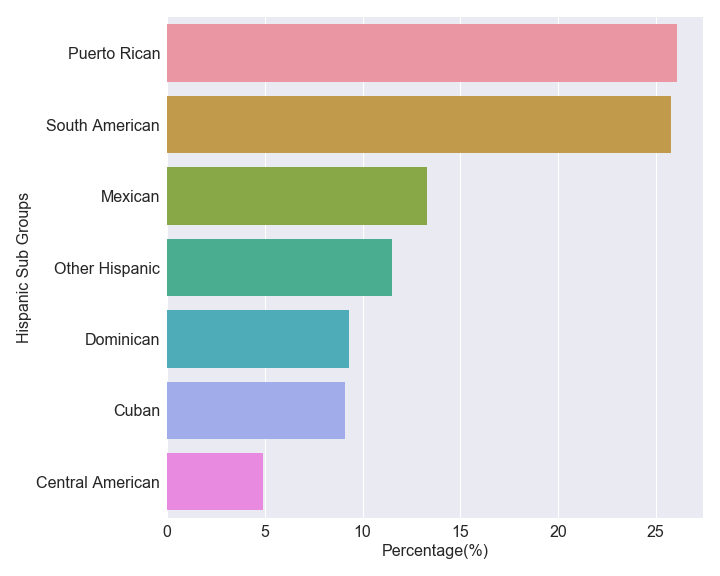 Hispanic Sub Groups
Puerto Rican
South American
Mexican
Other Hispanic
Dominican
Cuban
Central American
0 5 10 15 20 25
Percentage(%)